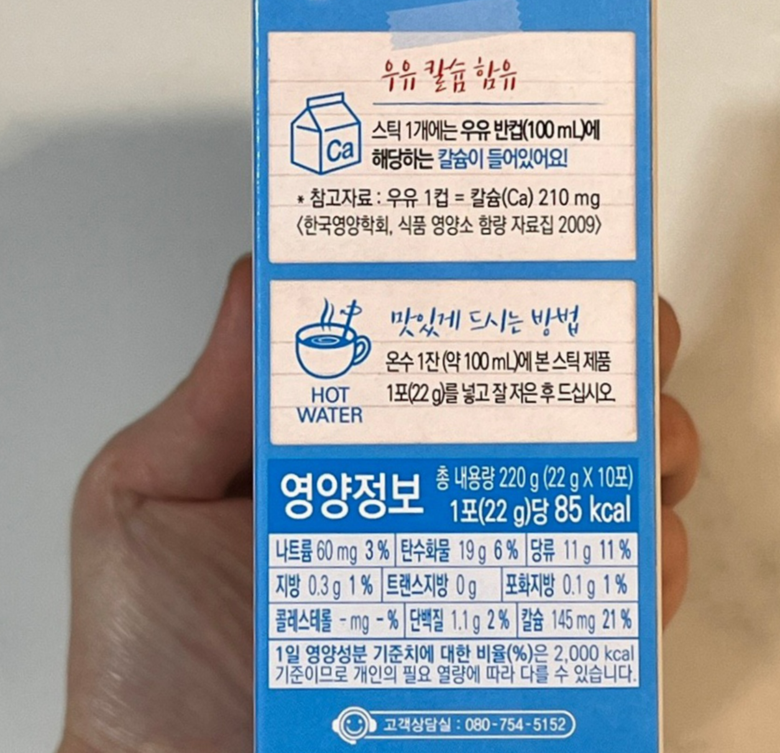 우유 칼슘 함유
Ca
스틱 1개에는 우유 반컵(100 mL)에
해당하는 칼슘이 들어있어요!
* 참고자료 : 우유 1컵 = 칼슘(Ca) 210 mg
〈한국영양학회, 식품 영양소 함량 자료집 2009〉
맛있게 드시는 방법
온수 1잔(약 100 mL)에 본 스틱 제품
1포(22 g)를 넣고 잘 저은 후 드십시오.
HOT
WATER
영양정보
총 내용량 220 g (22 g X 10포)
1포(22 g)당 85 kcal
나트륨 60 mg 3 % 탄수화물 19 g 6 % 당류 11 g 11 %
지방 0.3 g 1 % 트랜스지방 0 g 포화지방 0.1 g 1 %
콜레스테롤 - mg - % 단백질 1.1 g 2 % 칼슘 145 mg 21 %
1일 영양성분 기준치에 대한 비율(%)은 2,000 kcal
기준이므로 개인의 필요 열량에 따라 다를 수 있습니다.
고객상담실 : 080-754-5152